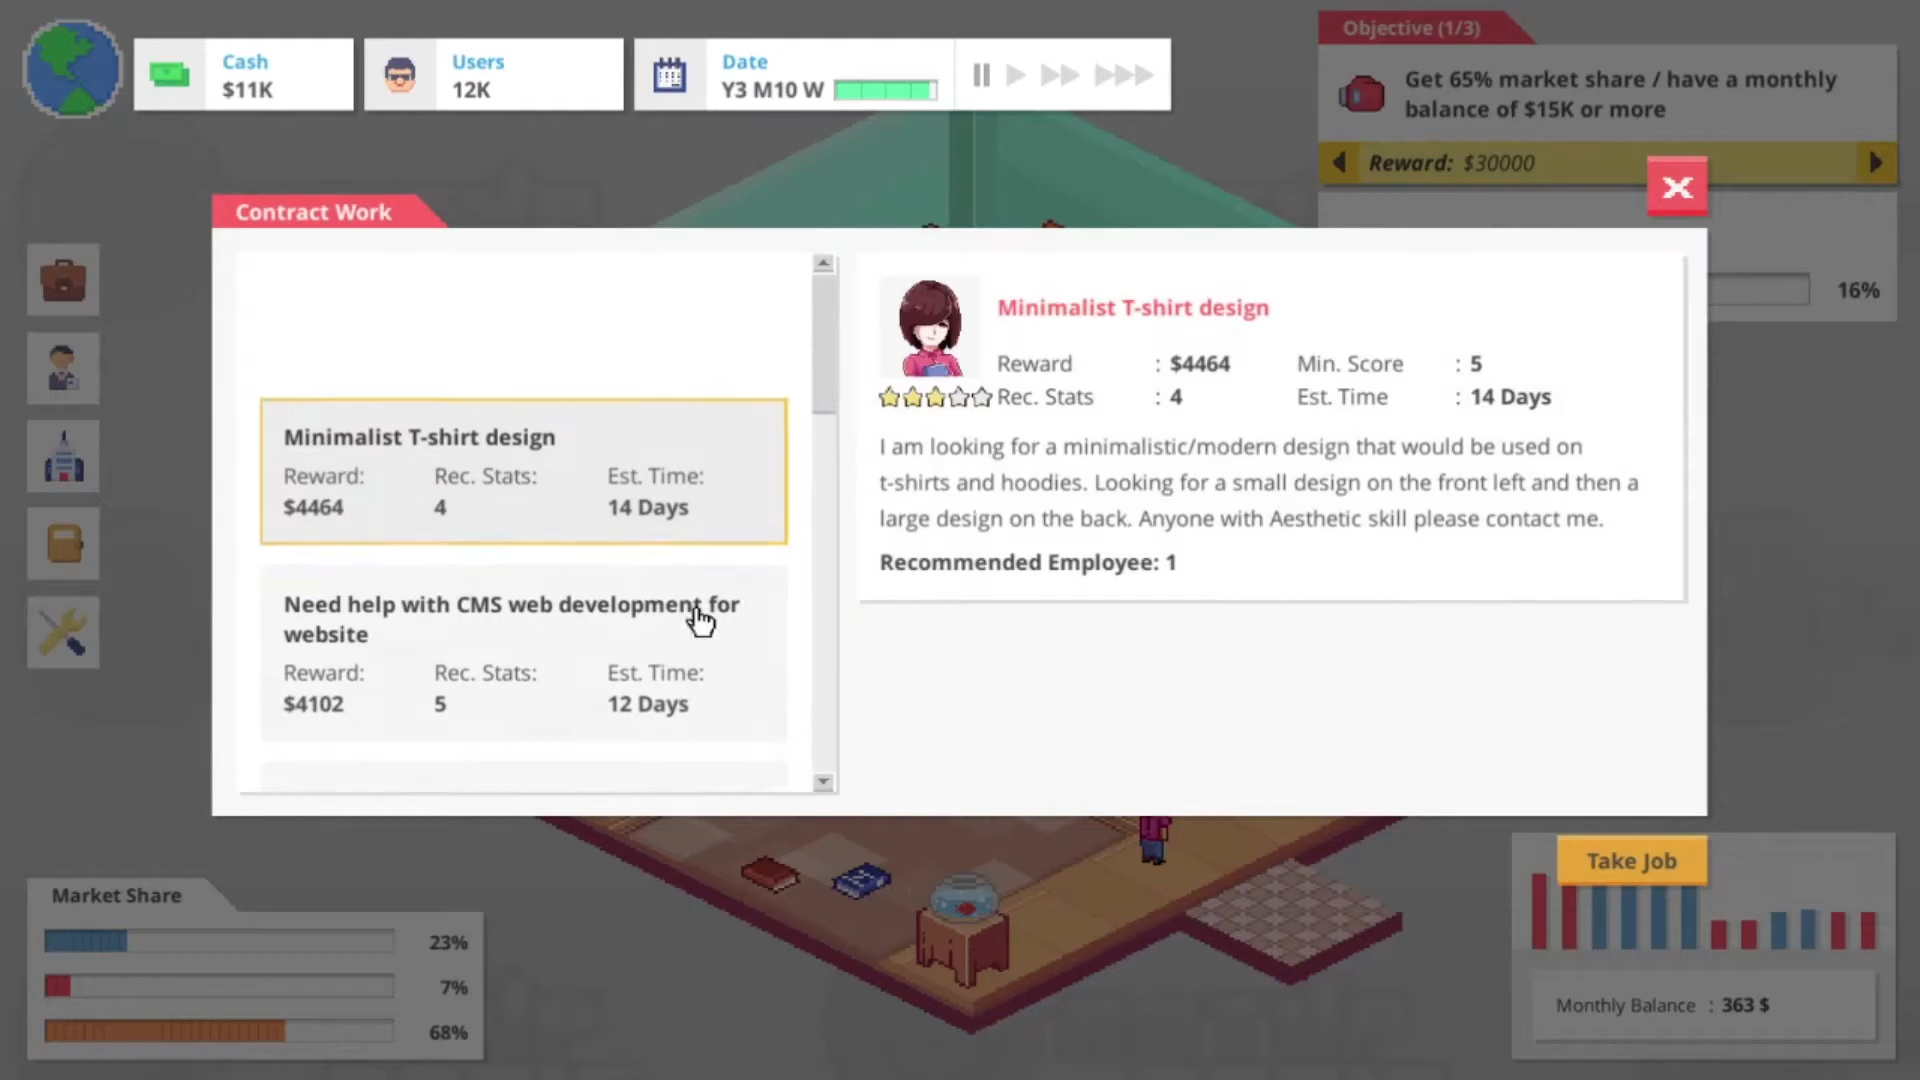 Cash
$11K
Users
12K
Date
Y3 M10 W
Objective (1/3)
Get 65% market share / have a monthly
balance of $15K or more
Reward: $30000
16%
Contract Work
Minimalist T-shirt design
Reward: Rec. Stats: Est. Time:
$4464 4 14 Days
Need help with CMS web development for
website
Reward: Rec. Stats: Est. Time:
$4102 5 12 Days
Minimalist T-shirt design
Reward : $4464 Min. Score : 5
Rec. Stats : 4 Est. Time : 14 Days
I am looking for a minimalistic/modern design that would be used on
t-shirts and hoodies. Looking for a small design on the front left and then a
large design on the back. Anyone with Aesthetic skill please contact me.
Recommended Employee: 1
Take Job
Market Share
23%
7%
68%
Monthly Balance : 363 $